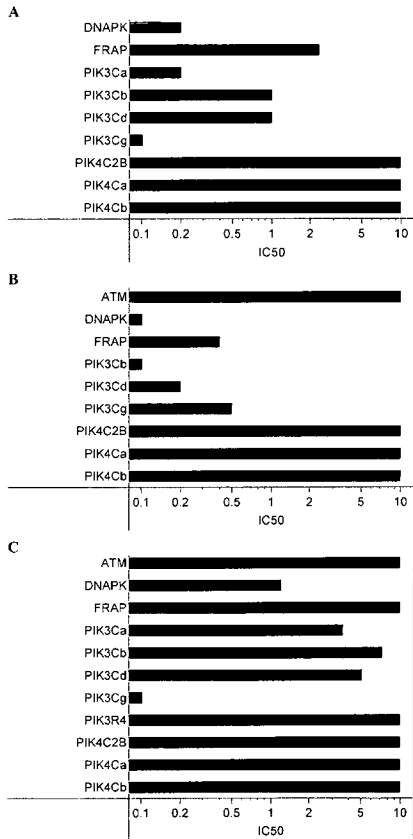 A
DNAPK
FRAP
PIK3Ca
PIK3Cb
PIK3Cd
PIK3Cg
PIK4C2B
PIK4Ca
PIK4Cb
0.1 0.2 0.5 1 2 5 10
IC50
B
ATM
DNAPK
FRAP
PIK3Cb
PIK3Cd
PIK3Cg
PIK4C2B
PIK4Ca
PIK4Cb
0.1 0.2 0.5 1 2 5 10
IC50
C
ATM
DNAPK
FRAP
PIK3Ca
PIK3Cb
PIK3Cd
PIK3Cg
PIK3R4
PIK4C2B
PIK4Ca
PIK4Cb
0.1 0.2 0.5 1 2 5 10
IC50